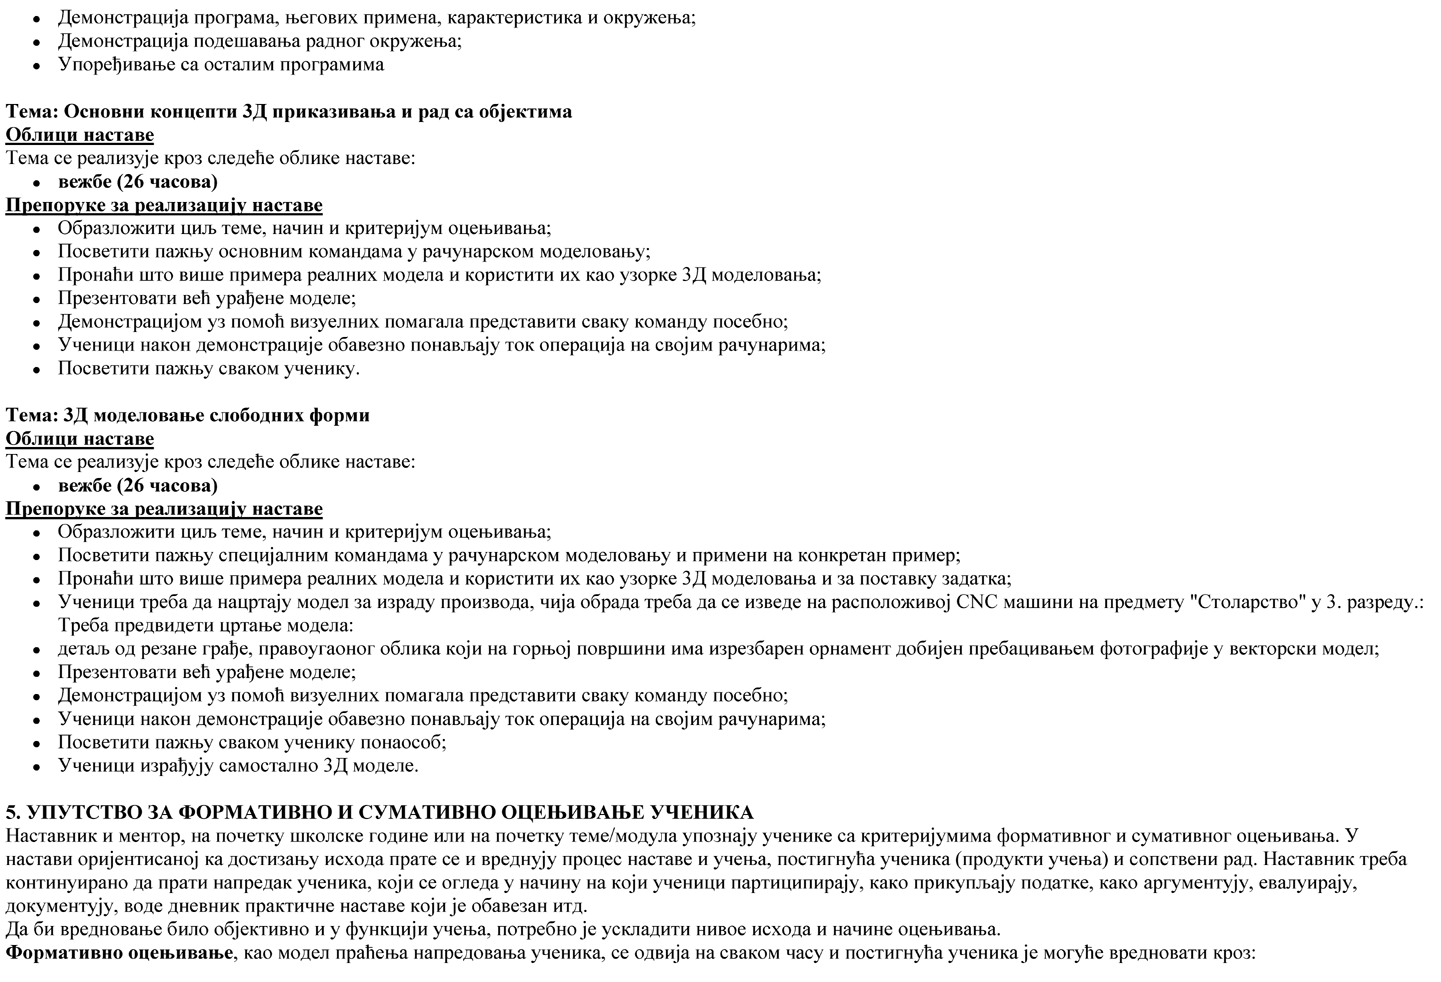 • Демонстрација програма, његових примена, карактеристика и окружења;
• Демонстрација подешавања радног окружења;
• Упоређивање са осталим програмима
Тема: Основни концепти 3Д приказивања и рад са објектима
Облици наставе
Тема се реализује кроз следеће облике наставе:
• вежбе (26 часова)
Препоруке за реализацију наставе
• Образложити циљ теме, начин и критеријум оцењивања;
• Посветити пажњу основним командама у рачунарском моделовању;
• Пронаћи што више примера реалних модела и користити их као узорке 3Д моделовања;
• Презентовати већ урађене моделе;
• Демонстрацијом уз помоћ визуелних помагала представити сваку команду посебно;
• Ученици након демонстрације обавезно понављају ток операција на својим рачунарима;
• Посветити пажњу сваком ученику.
Тема: 3Д моделовање слободних форми
Облици наставе
Тема се реализује кроз следеће облике наставе:
• вежбе (26 часова)
Препоруке за реализацију наставе
• Образложити циљ теме, начин и критеријум оцењивања;
• Посветити пажњу специјалним командама у рачунарском моделовању и примени на конкретан пример;
• Пронаћи што више примера реалних модела и користити их као узорке 3Д моделовања и за поставку задатка;
• Ученици треба да нацртају модел за израду производа, чија обрада треба да се изведе на расположивој CNC машини на предмету "Столарство" у 3. разреду.:
Треба предвидети цртање модела:
• детаљ од резане грађе, правоугаоног облика који на горњој површини има изрезбарен орнамент добијен пребацивањем фотографије у векторски модел;
• Презентовати већ урађене моделе;
• Демонстрацијом уз помоћ визуелних помагала представити сваку команду посебно;
• Ученици након демонстрације обавезно понављају ток операција на својим рачунарима;
• Посветити пажњу сваком ученику понаособ;
• Ученици израђују самостално 3Д моделе.
5. УПУТСТВО ЗА ФОРМАТИВНО И СУМАТИВНО ОЦЕЊИВАЊЕ УЧЕНИКА
Наставник и ментор, на почетку школске године или на почетку теме/модула упознају ученике са критеријумима формативног и сумативног оцењивања. У
настави оријентисаној ка достизању исхода прате се и вреднују процес наставе и учења, постигнућа ученика (продукти учења) и сопствени рад. Наставник треба
континуирано да прати напредак ученика, који се огледа у начину на који ученици партиципирају, како прикупљају податке, како аргументују, евалуирају,
документују, воде дневник практичне наставе који је обавезан итд.
Да би вредновање било објективно и у функцији учења, потребно је ускладити нивое исхода и начине оцењивања.
Формативно оцењивање, као модел праћења напредовања ученика, се одвија на сваком часу и постигнућа ученика је могуће вредновати кроз: